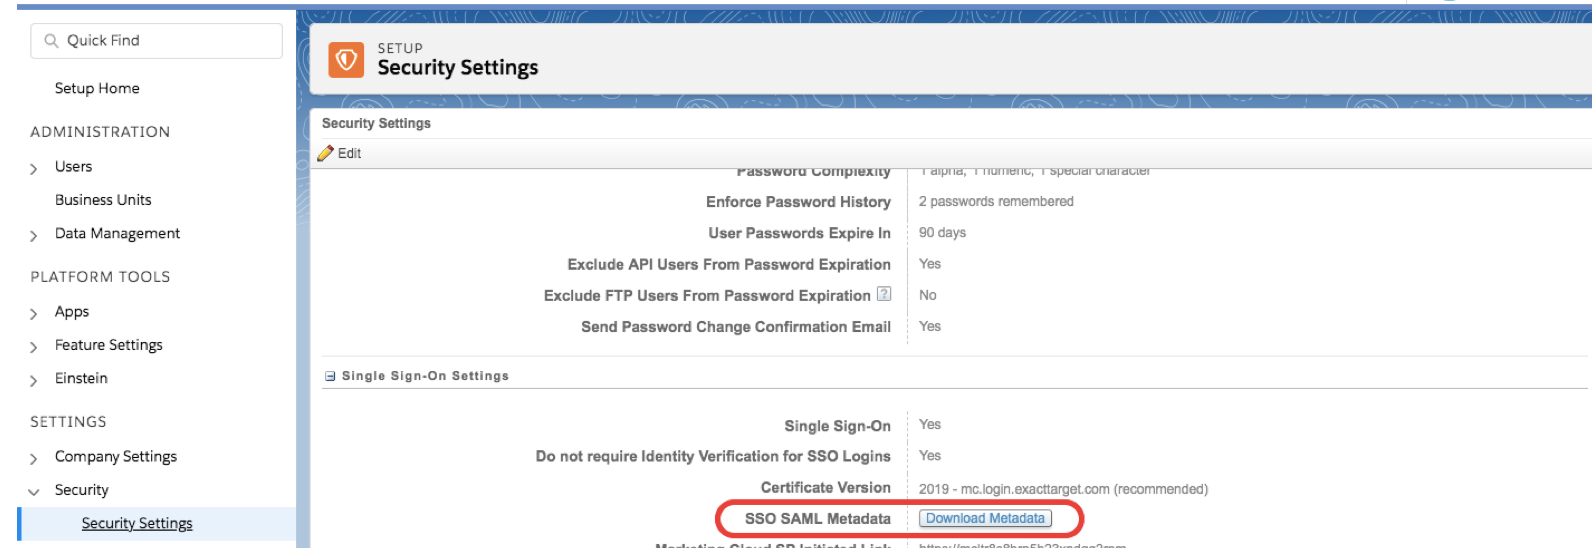 Quick Find
Setup Home
ADMINISTRATION
Users
Business Units
Data Management
PLATFORM TOOLS
Apps
Feature Settings
Einstein
SETTINGS
Company Settings
Security
Security Settings
SETUP
Security Settings
Security Settings
Edit
Password Complexity 1 alpha, 1 numeric, 1 special character
Enforce Password History 2 passwords remembered
User Passwords Expire In 90 days
Exclude API Users From Password Expiration Yes
Exclude FTP Users From Password Expiration ? No
Send Password Change Confirmation Email Yes
Single Sign-On Settings
Single Sign-On Yes
Do not require Identity Verification for SSO Logins Yes
Certificate Version 2019 - mc.login.exacttarget.com (recommended)
SSO SAML Metadata Download Metadata
Marketing Cloud SP Initiated Link